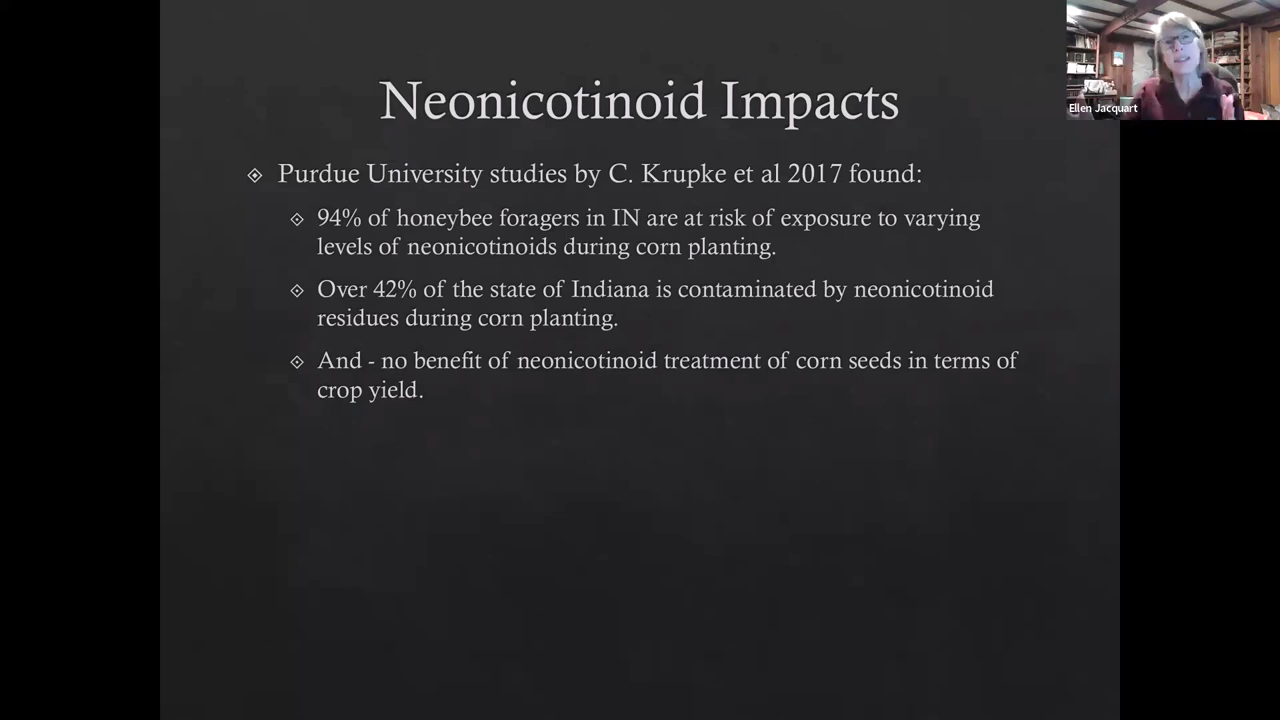 Neonicotinoid Impacts
Ellen Jacquart
Purdue University studies by C. Krupke et al 2017 found:
94% of honeybee foragers in IN are at risk of exposure to varying
levels of neonicotinoids during corn planting.
Over 42% of the state of Indiana is contaminated by neonicotinoid
residues during corn planting.
And - no benefit of neonicotinoid treatment of corn seeds in terms of
crop yield.